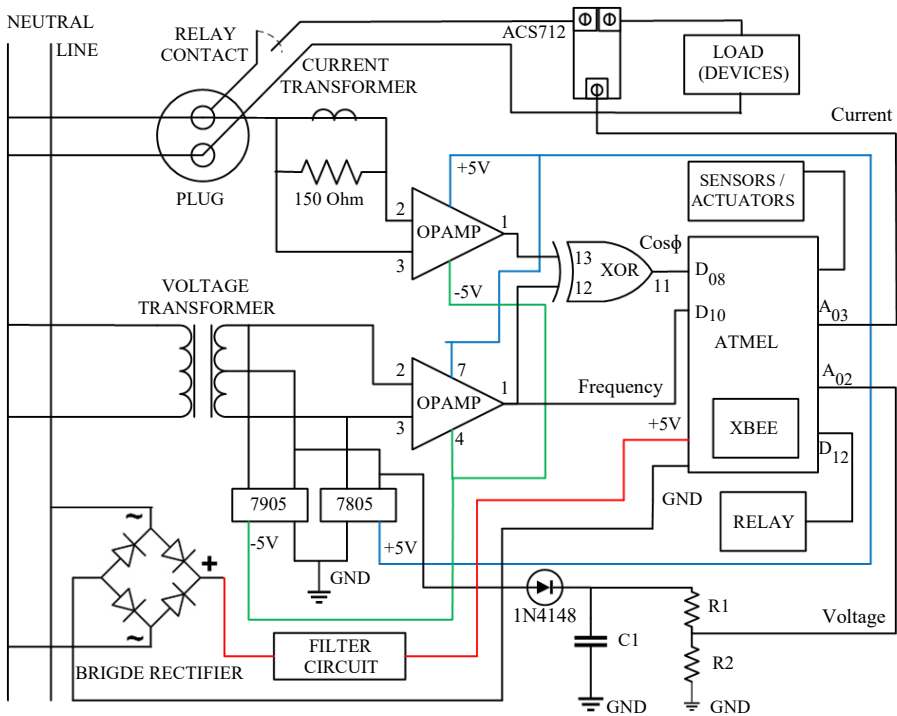 NEUTRAL
LINE
RELAY
CONTACT
ACS712
LOAD
(DEVICES)
CURRENT
TRANSFORMER
Current
PLUG
150 Ohm
+5V
2
1
OPAMP
3
-5V
SENSORS /
ACTUATORS
Cosϕ
13
XOR
12
11
D08
D10
A03
ATMEL
A02
VOLTAGE
TRANSFORMER
2
7
1
OPAMP
3
4
Frequency
+5V
XBEE
D12
GND
RELAY
7905
7805
-5V
+5V
GND
~
+
~
1N4148
R1
Voltage
C1
R2
FILTER
CIRCUIT
BRIGDE RECTIFIER
GND
GND